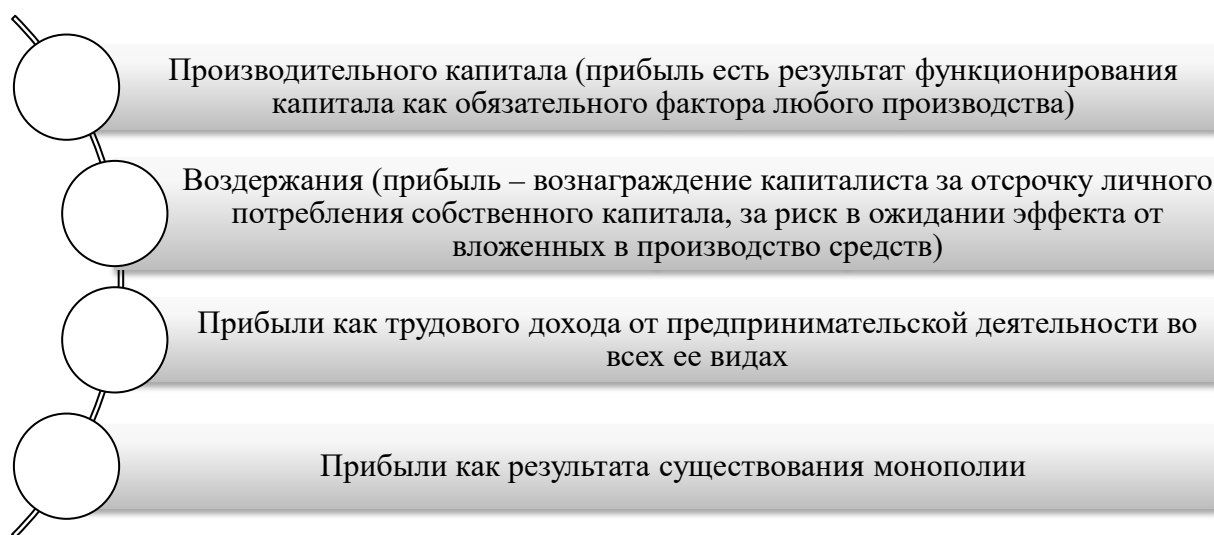 Производительного капитала (прибыль есть результат функционирования
капитала как обязательного фактора любого производства)
Воздержания (прибыль – вознаграждение капиталиста за отсрочку личного
потребления собственного капитала, за риск в ожидании эффекта от
вложенных в производство средств)
Прибыли как трудового дохода от предпринимательской деятельности во
всех ее видах
Прибыли как результата существования монополии